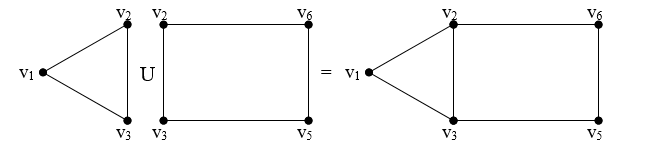 v₂ v₂ v₆ v₂ v₆
v₁ U = v₁
v₃ v₃ v₅ v₃ v₅